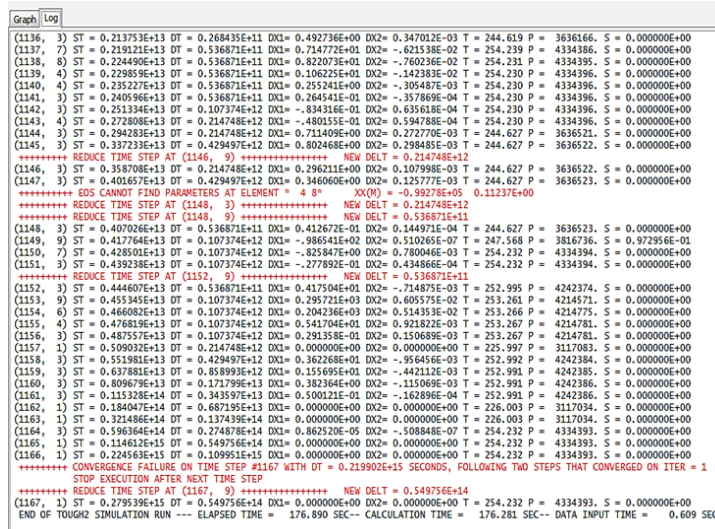 Graph Log
(1136, 3) ST = 0.213753E+13 DT = 0.268435E+11 DX1= 0.492736E+00 DX2= 0.347012E-03 T = 244.619 P = 3636166. S = 0.000000E+00
(1137, 7) ST = 0.219121E+13 DT = 0.536871E+11 DX1= 0.714772E+01 DX2= -.621538E-02 T = 254.239 P = 4334386. S = 0.000000E+00
(1138, 8) ST = 0.224490E+13 DT = 0.536871E+11 DX1= 0.822073E+01 DX2= -.760236E-02 T = 254.231 P = 4334395. S = 0.000000E+00
(1139, 4) ST = 0.229859E+13 DT = 0.536871E+11 DX1= 0.106225E+01 DX2= -.142383E-02 T = 254.230 P = 4334396. S = 0.000000E+00
(1140, 4) ST = 0.235227E+13 DT = 0.536871E+11 DX1= 0.255241E+00 DX2= -.305487E-03 T = 254.230 P = 4334396. S = 0.000000E+00
(1141, 3) ST = 0.240596E+13 DT = 0.536871E+11 DX1= 0.264541E-01 DX2= -.357869E-04 T = 254.230 P = 4334396. S = 0.000000E+00
(1142, 3) ST = 0.251334E+13 DT = 0.107374E+12 DX1= -.834316E-01 DX2= 0.635618E-04 T = 254.230 P = 4334396. S = 0.000000E+00
(1143, 4) ST = 0.272808E+13 DT = 0.214748E+12 DX1= -.480155E-01 DX2= 0.594788E-04 T = 254.230 P = 4334396. S = 0.000000E+00
(1144, 3) ST = 0.294283E+13 DT = 0.214748E+12 DX1= 0.711409E+00 DX2= 0.272770E-03 T = 244.627 P = 3636521. S = 0.000000E+00
(1145, 3) ST = 0.337233E+13 DT = 0.429497E+12 DX1= 0.802468E+00 DX2= 0.298485E-03 T = 244.627 P = 3636522. S = 0.000000E+00
+++++++++ REDUCE TIME STEP AT (1146, 9) ++++++++++++++++ NEW DELT = 0.214748E+12
(1146, 3) ST = 0.358708E+13 DT = 0.214748E+12 DX1= 0.296211E+00 DX2= 0.107998E-03 T = 244.627 P = 3636522. S = 0.000000E+00
(1147, 3) ST = 0.401657E+13 DT = 0.429497E+12 DX1= 0.346060E+00 DX2= 0.125777E-03 T = 244.627 P = 3636523. S = 0.000000E+00
+++++++++ EOS CANNOT FIND PARAMETERS AT ELEMENT * 4 8* XX(M) = -0.99278E+05 0.11237E+00
+++++++++ REDUCE TIME STEP AT (1148, 3) ++++++++++++++++ NEW DELT = 0.214748E+12
+++++++++ REDUCE TIME STEP AT (1148, 9) ++++++++++++++++ NEW DELT = 0.536871E+11
(1148, 3) ST = 0.407026E+13 DT = 0.536871E+11 DX1= 0.412672E-01 DX2= 0.144971E-04 T = 244.627 P = 3636523. S = 0.000000E+00
(1149, 9) ST = 0.417764E+13 DT = 0.107374E+12 DX1= -.986541E+02 DX2= 0.510265E-07 T = 247.568 P = 3816736. S = 0.972956E-01
(1150, 7) ST = 0.428501E+13 DT = 0.107374E+12 DX1= -.825847E+00 DX2= 0.780046E-03 T = 254.232 P = 4334394. S = 0.000000E+00
(1151, 3) ST = 0.439238E+13 DT = 0.107374E+12 DX1= -.277892E-01 DX2= 0.434866E-04 T = 254.232 P = 4334394. S = 0.000000E+00
+++++++++ REDUCE TIME STEP AT (1152, 9) ++++++++++++++++ NEW DELT = 0.536871E+11
(1152, 3) ST = 0.444607E+13 DT = 0.536871E+11 DX1= 0.417504E+01 DX2= -.714875E-03 T = 252.995 P = 4242374. S = 0.000000E+00
(1153, 9) ST = 0.455345E+13 DT = 0.107374E+12 DX1= 0.295721E+03 DX2= 0.605575E-02 T = 253.261 P = 4214571. S = 0.000000E+00
(1154, 6) ST = 0.466082E+13 DT = 0.107374E+12 DX1= 0.204236E+03 DX2= 0.514353E-02 T = 253.266 P = 4214775. S = 0.000000E+00
(1155, 4) ST = 0.476819E+13 DT = 0.107374E+12 DX1= 0.541704E+01 DX2= 0.921822E-03 T = 253.267 P = 4214781. S = 0.000000E+00
(1156, 3) ST = 0.487557E+13 DT = 0.107374E+12 DX1= 0.291358E-01 DX2= 0.150689E-03 T = 253.267 P = 4214781. S = 0.000000E+00
(1157, 1) ST = 0.509032E+13 DT = 0.214748E+12 DX1= 0.000000E+00 DX2= 0.000000E+00 T = 225.997 P = 3117083. S = 0.000000E+00
(1158, 3) ST = 0.551981E+13 DT = 0.429497E+12 DX1= 0.362268E+01 DX2= -.956456E-03 T = 252.992 P = 4242384. S = 0.000000E+00
(1159, 3) ST = 0.637881E+13 DT = 0.858993E+12 DX1= 0.155695E+01 DX2= -.442112E-03 T = 252.991 P = 4242385. S = 0.000000E+00
(1160, 3) ST = 0.809679E+13 DT = 0.171799E+13 DX1= 0.382364E+00 DX2= -.115069E-03 T = 252.991 P = 4242386. S = 0.000000E+00
(1161, 3) ST = 0.115328E+14 DT = 0.343597E+13 DX1= 0.500121E-01 DX2= -.162896E-04 T = 252.991 P = 4242386. S = 0.000000E+00
(1162, 1) ST = 0.184047E+14 DT = 0.687195E+13 DX1= 0.000000E+00 DX2= 0.000000E+00 T = 226.003 P = 3117034. S = 0.000000E+00
(1163, 1) ST = 0.321486E+14 DT = 0.137439E+14 DX1= 0.000000E+00 DX2= 0.000000E+00 T = 226.003 P = 3117034. S = 0.000000E+00
(1164, 3) ST = 0.596364E+14 DT = 0.274878E+14 DX1= 0.862520E-05 DX2= -.508848E-07 T = 254.232 P = 4334393. S = 0.000000E+00
(1165, 1) ST = 0.114612E+15 DT = 0.549756E+14 DX1= 0.000000E+00 DX2= 0.000000E+00 T = 254.232 P = 4334393. S = 0.000000E+00
(1166, 1) ST = 0.224563E+15 DT = 0.109951E+15 DX1= 0.000000E+00 DX2= 0.000000E+00 T = 254.232 P = 4334393. S = 0.000000E+00
+++++++++ CONVERGENCE FAILURE ON TIME STEP #1167 WITH DT = 0.219902E+15 SECONDS, FOLLOWING TWO STEPS THAT CONVERGED ON ITER = 1
STOP EXECUTION AFTER NEXT TIME STEP
+++++++++ REDUCE TIME STEP AT (1167, 9) ++++++++++++++++ NEW DELT = 0.549756E+14
(1167, 1) ST = 0.279539E+15 DT = 0.549756E+14 DX1= 0.000000E+00 DX2= 0.000000E+00 T = 254.232 P = 4334393. S = 0.000000E+00
END OF TOUGH2 SIMULATION RUN --- ELAPSED TIME = 176.890 SEC-- CALCULATION TIME = 176.281 SEC-- DATA INPUT TIME = 0.609 SEC